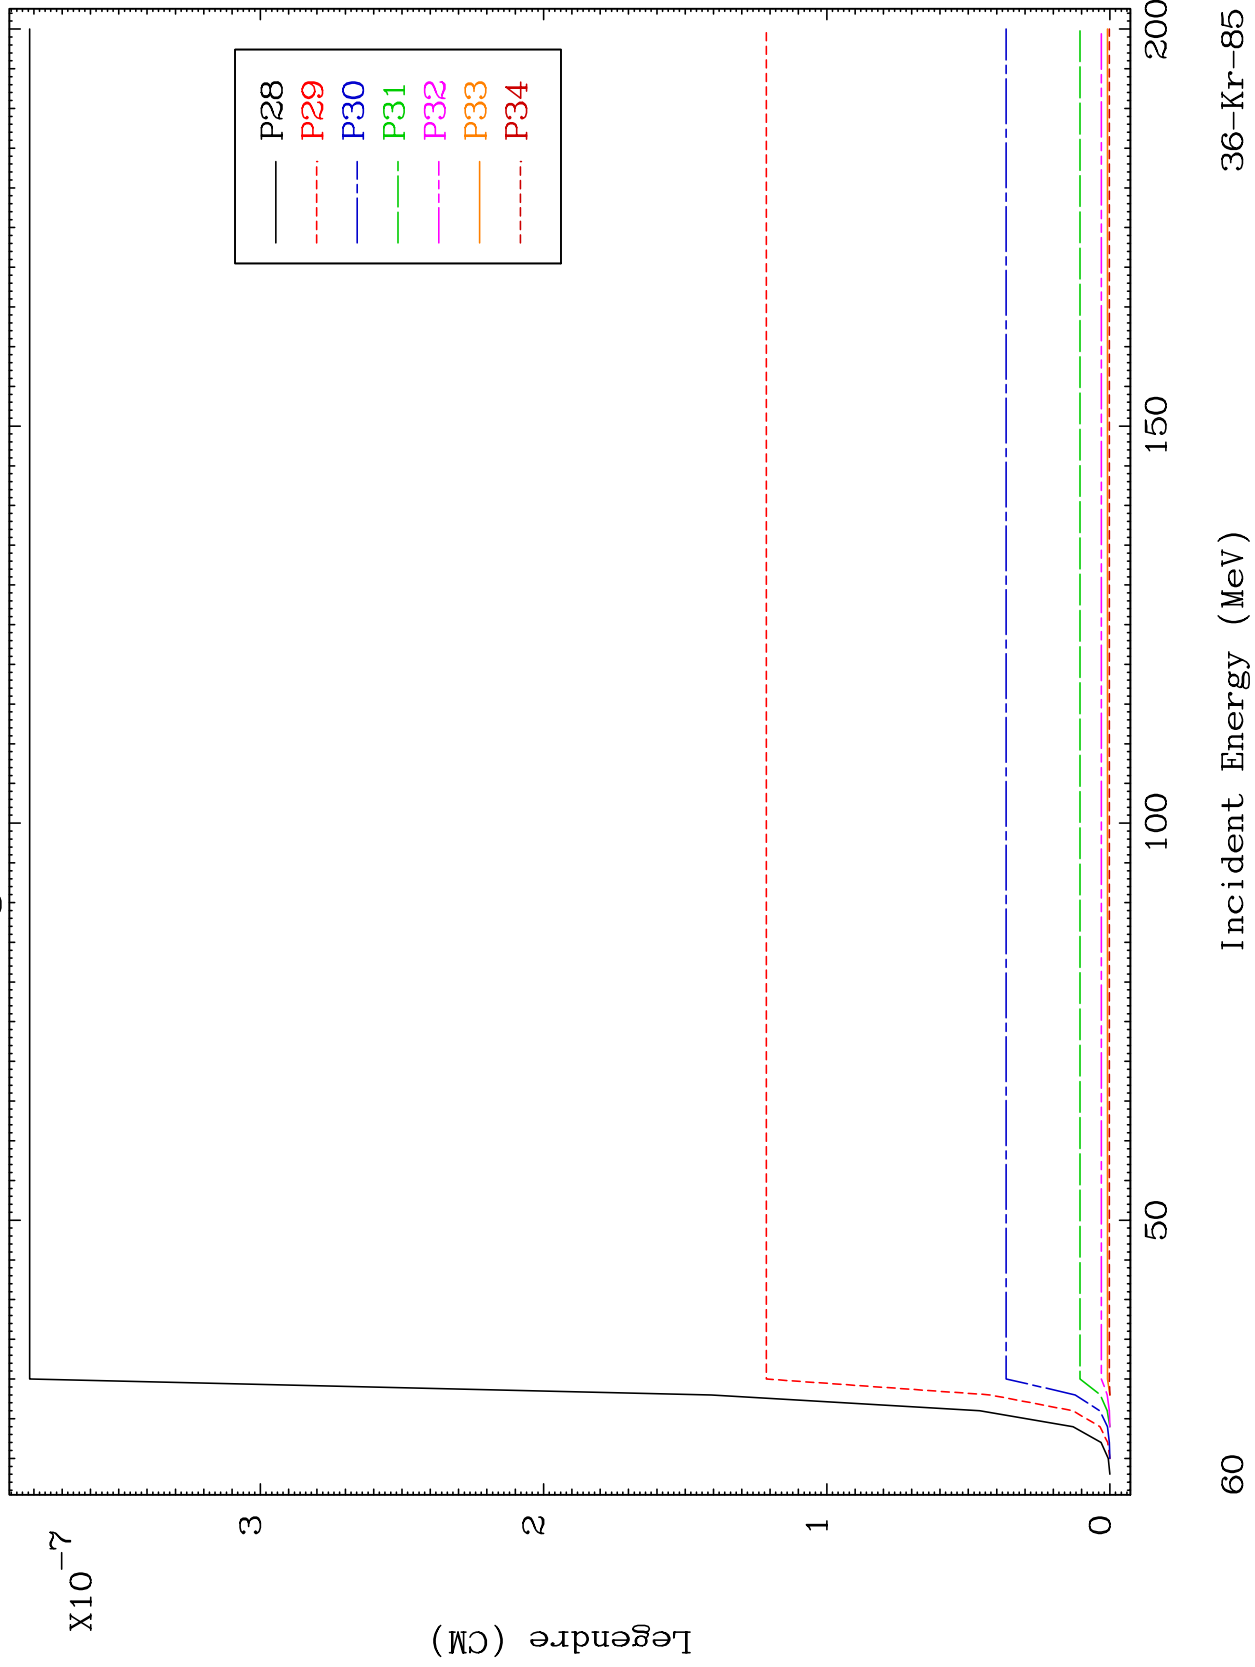 X10-7
3
2
1
0
Legendre (CM)
P28
P29
P30
P31
P32
P33
P34
50
100
150
200
Incident Energy (MeV)
60
36-Kr-85